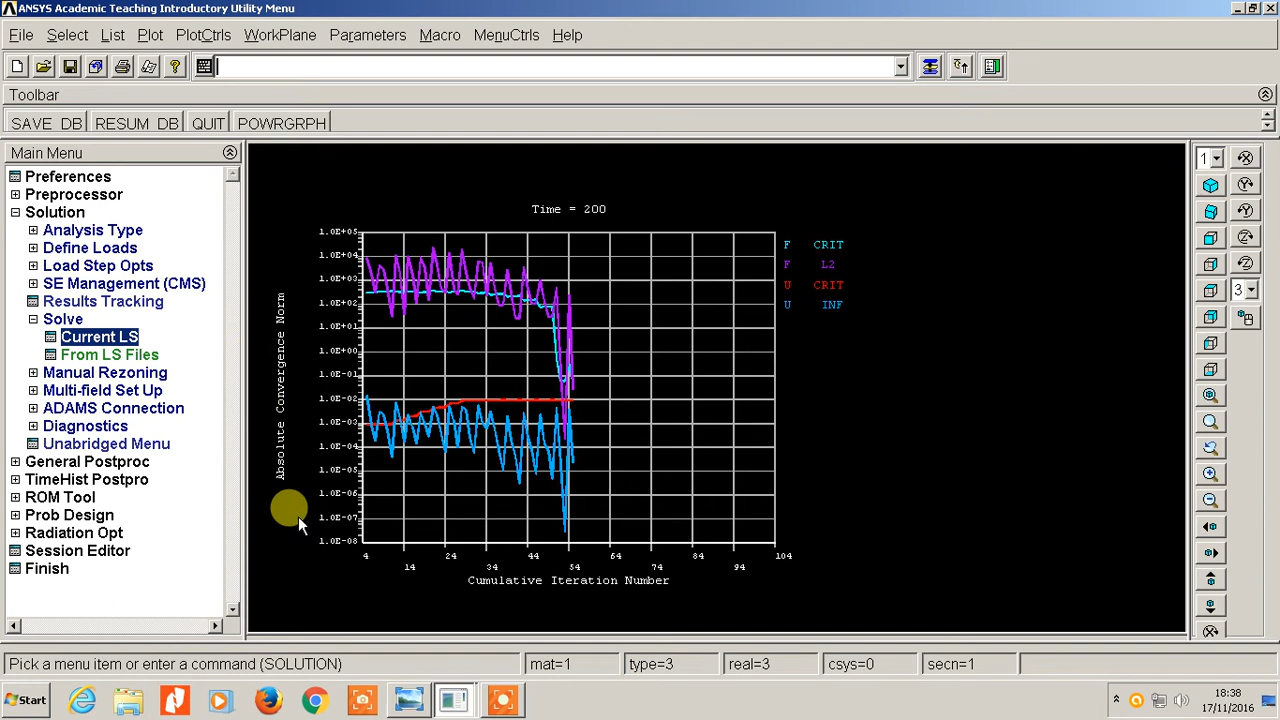 ANSYS Academic Teaching Introductory Utility Menu
File Select List Plot PlotCtrls WorkPlane Parameters Macro MenuCtrls Help
Toolbar
SAVE_DB RESUM_DB QUIT POWRGRPH
Main Menu
Preferences
Preprocessor
Solution
Analysis Type
Define Loads
Load Step Opts
SE Management (CMS)
Results Tracking
Solve
Current LS
From LS Files
Manual Rezoning
Multi-field Set Up
ADAMS Connection
Diagnostics
Unabridged Menu
General Postproc
TimeHist Postpro
ROM Tool
Prob Design
Radiation Opt
Session Editor
Finish
Time = 200
Absolute Convergence Norm
1.0E+05
1.0E+04
1.0E+03
1.0E+02
1.0E+01
1.0E+00
1.0E-01
1.0E-02
1.0E-03
1.0E-04
1.0E-05
1.0E-06
1.0E-07
1.0E-08
4 24 44 64 84 104
14 34 54 74 94
Cumulative Iteration Number
F CRIT
F L2
U CRIT
U INF
1
3
Pick a menu item or enter a command (SOLUTION) mat=1 type=3 real=3 csys=0 secn=1
Start
18:38
17/11/2016